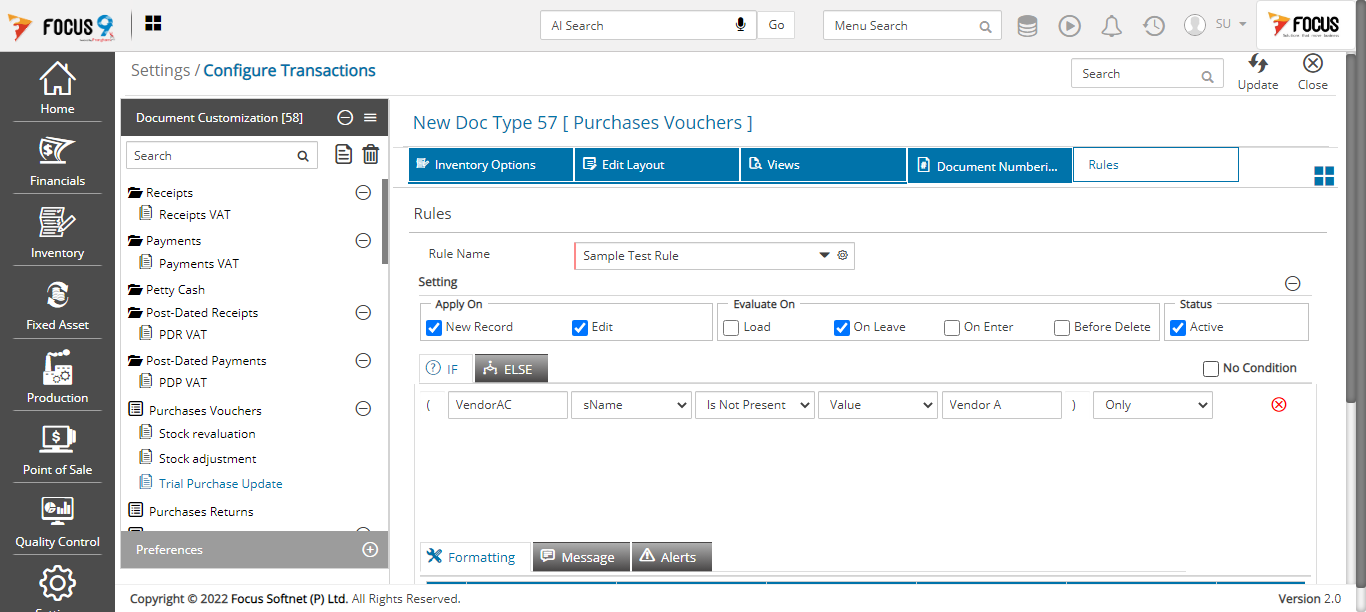 FOCUS 9
AI Search
Go
Menu Search
SU
FOCUS
Settings / Configure Transactions
Search
Update
Close
Home
Financials
Inventory
Fixed Asset
Production
Point of Sale
Quality Control
Document Customization [58]
Search
Receipts
Receipts VAT
Payments
Payments VAT
Petty Cash
Post-Dated Receipts
PDR VAT
Post-Dated Payments
PDP VAT
Purchases Vouchers
Stock revaluation
Stock adjustment
Trial Purchase Update
Purchases Returns
Preferences
New Doc Type 57 [ Purchases Vouchers ]
Inventory Options
Edit Layout
Views
Document Numberi...
Rules
Rules
Rule Name
Sample Test Rule
Setting
Apply On
New Record
Edit
Evaluate On
Load
On Leave
On Enter
Before Delete
Status
Active
IF
ELSE
No Condition
( VendorAC sName Is Not Present Value Vendor A ) Only
Formatting
Message
Alerts
Copyright © 2022 Focus Softnet (P) Ltd. All Rights Reserved.
Version 2.0